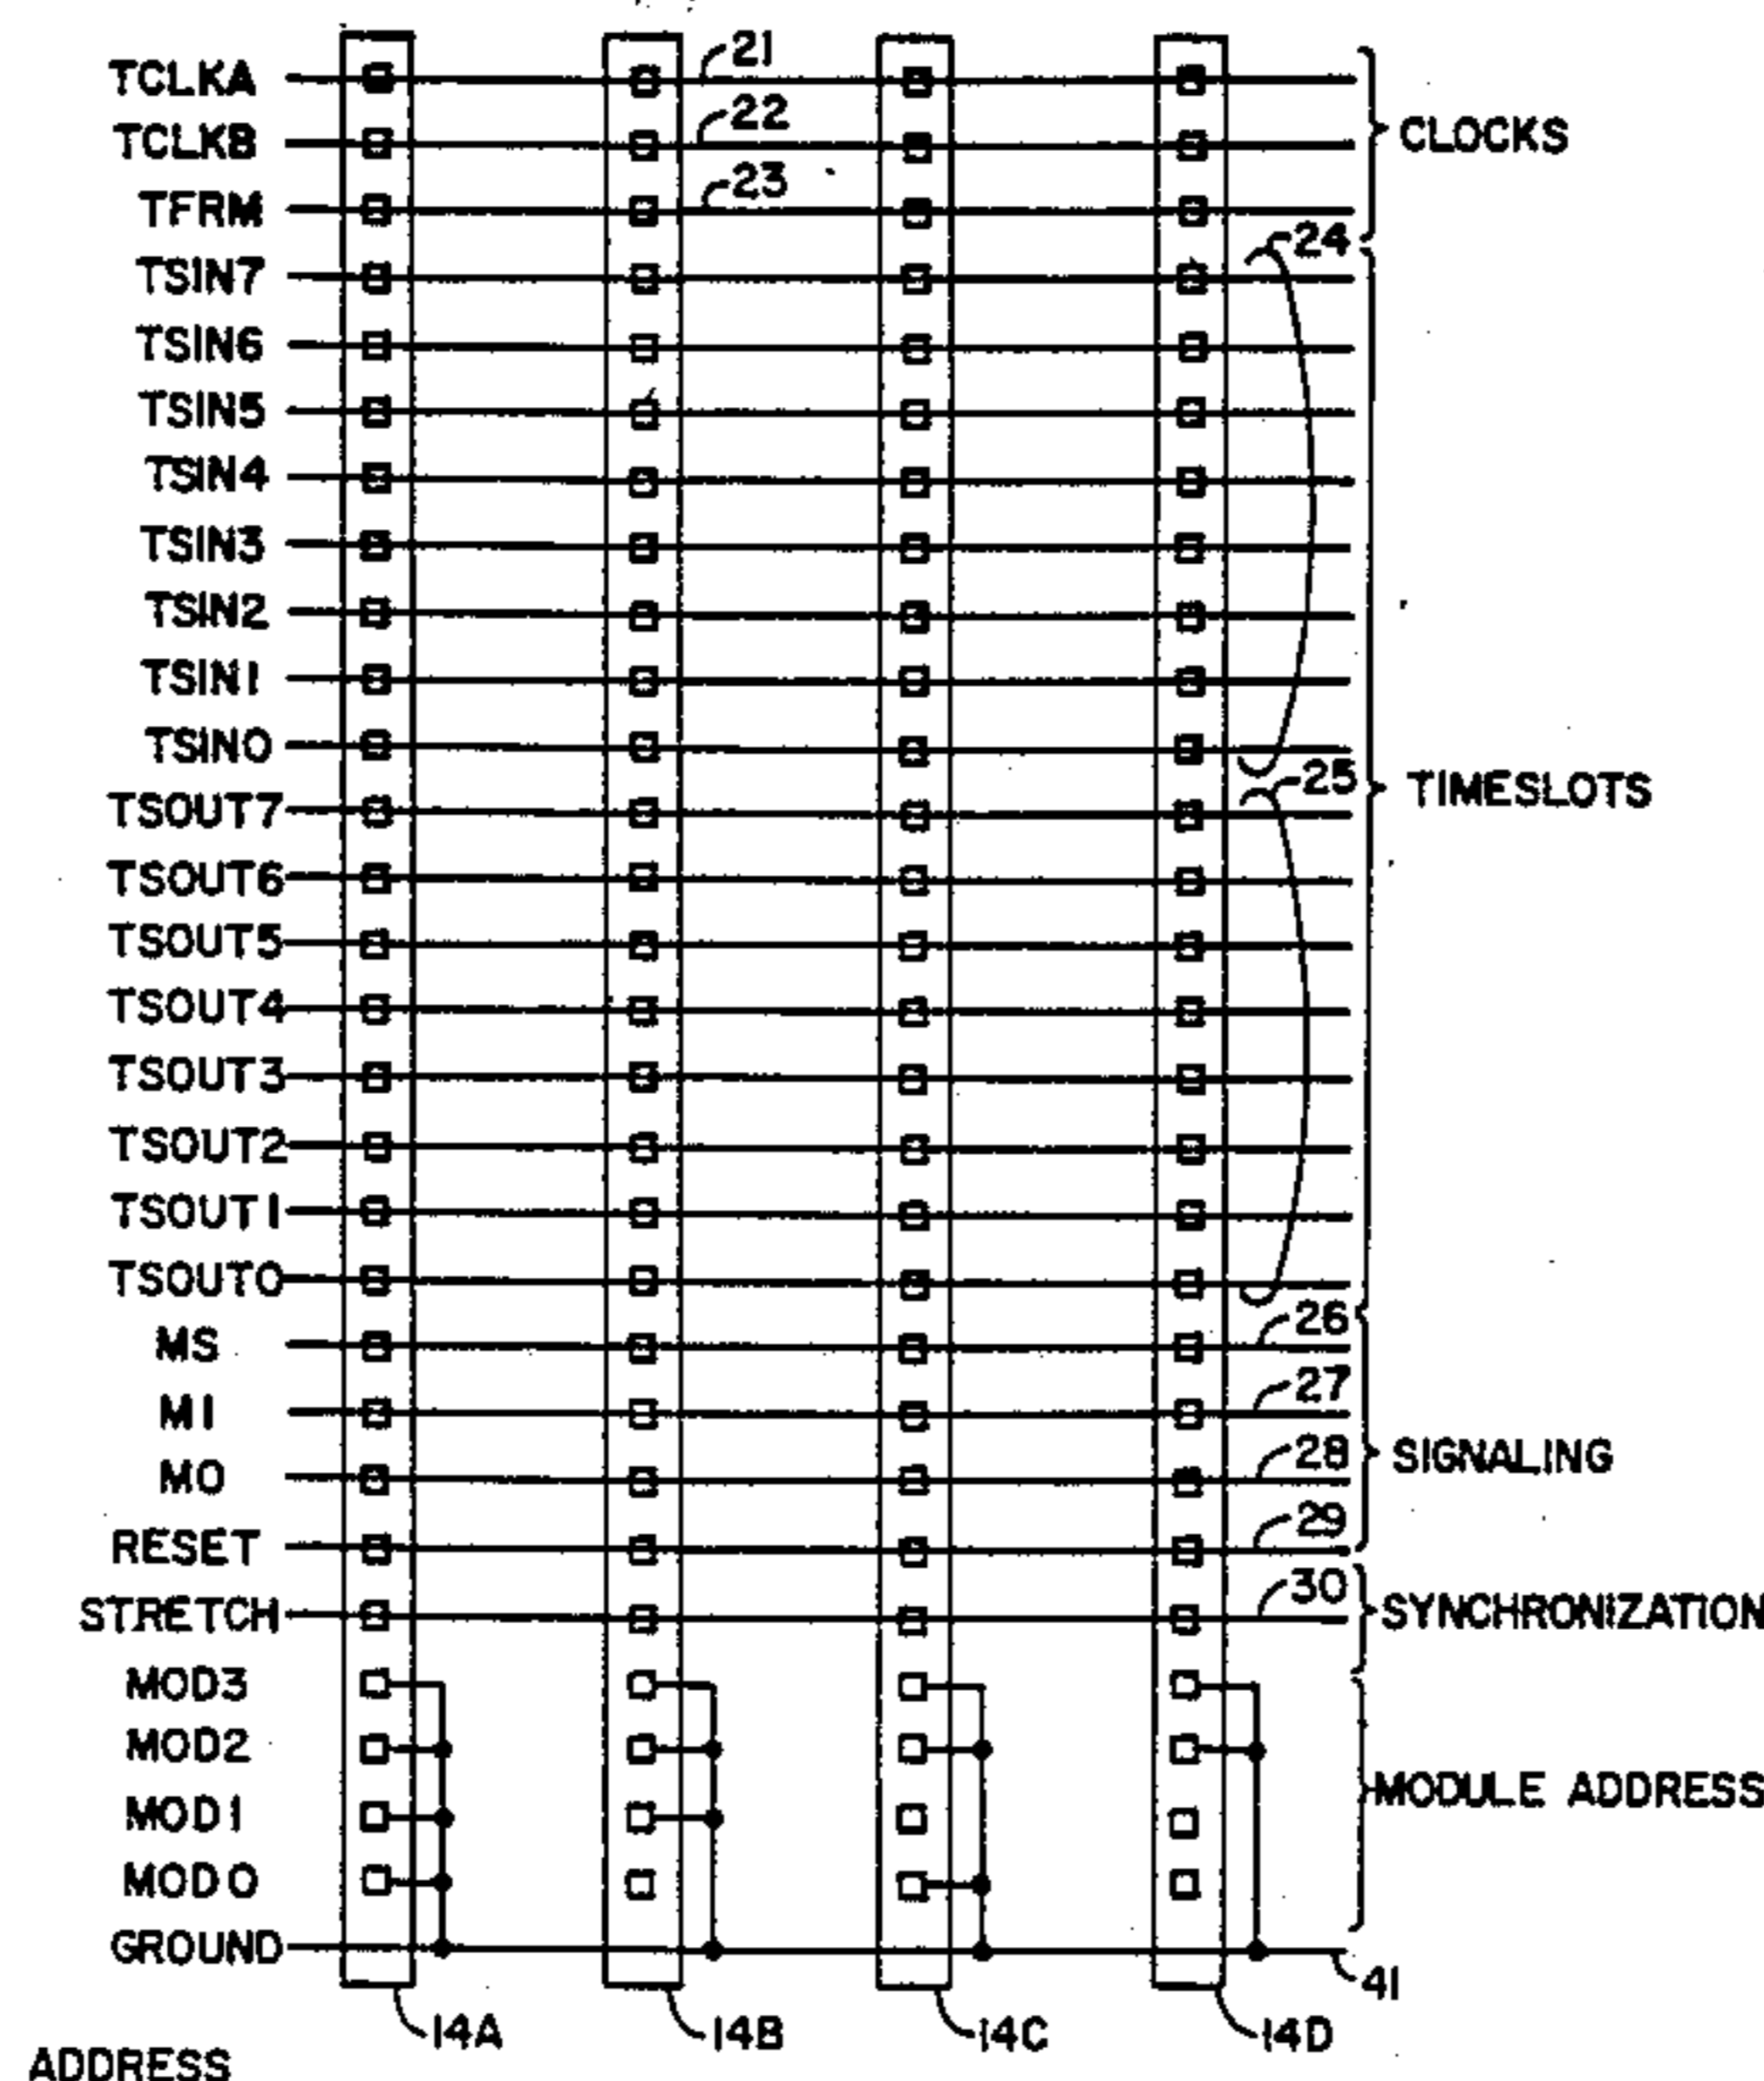 TCLKA 21
TCLKB 22 CLOCKS
TFRM 23
24
TSIN7
TSIN6
TSIN5
TSIN4
TSIN3
TSIN2
TSIN1
TSIN0
25 TIMESLOTS
TSOUT7
TSOUT6
TSOUT5
TSOUT4
TSOUT3
TSOUT2
TSOUT1
TSOUT0
MS 26
M1 27
SIGNALING
M0 28
RESET 29
STRETCH 30 SYNCHRONIZATION
MOD3
MOD2
MODULE ADDRESS
MOD1
MOD0
GROUND 41
14A 14B 14C 14D
ADDRESS